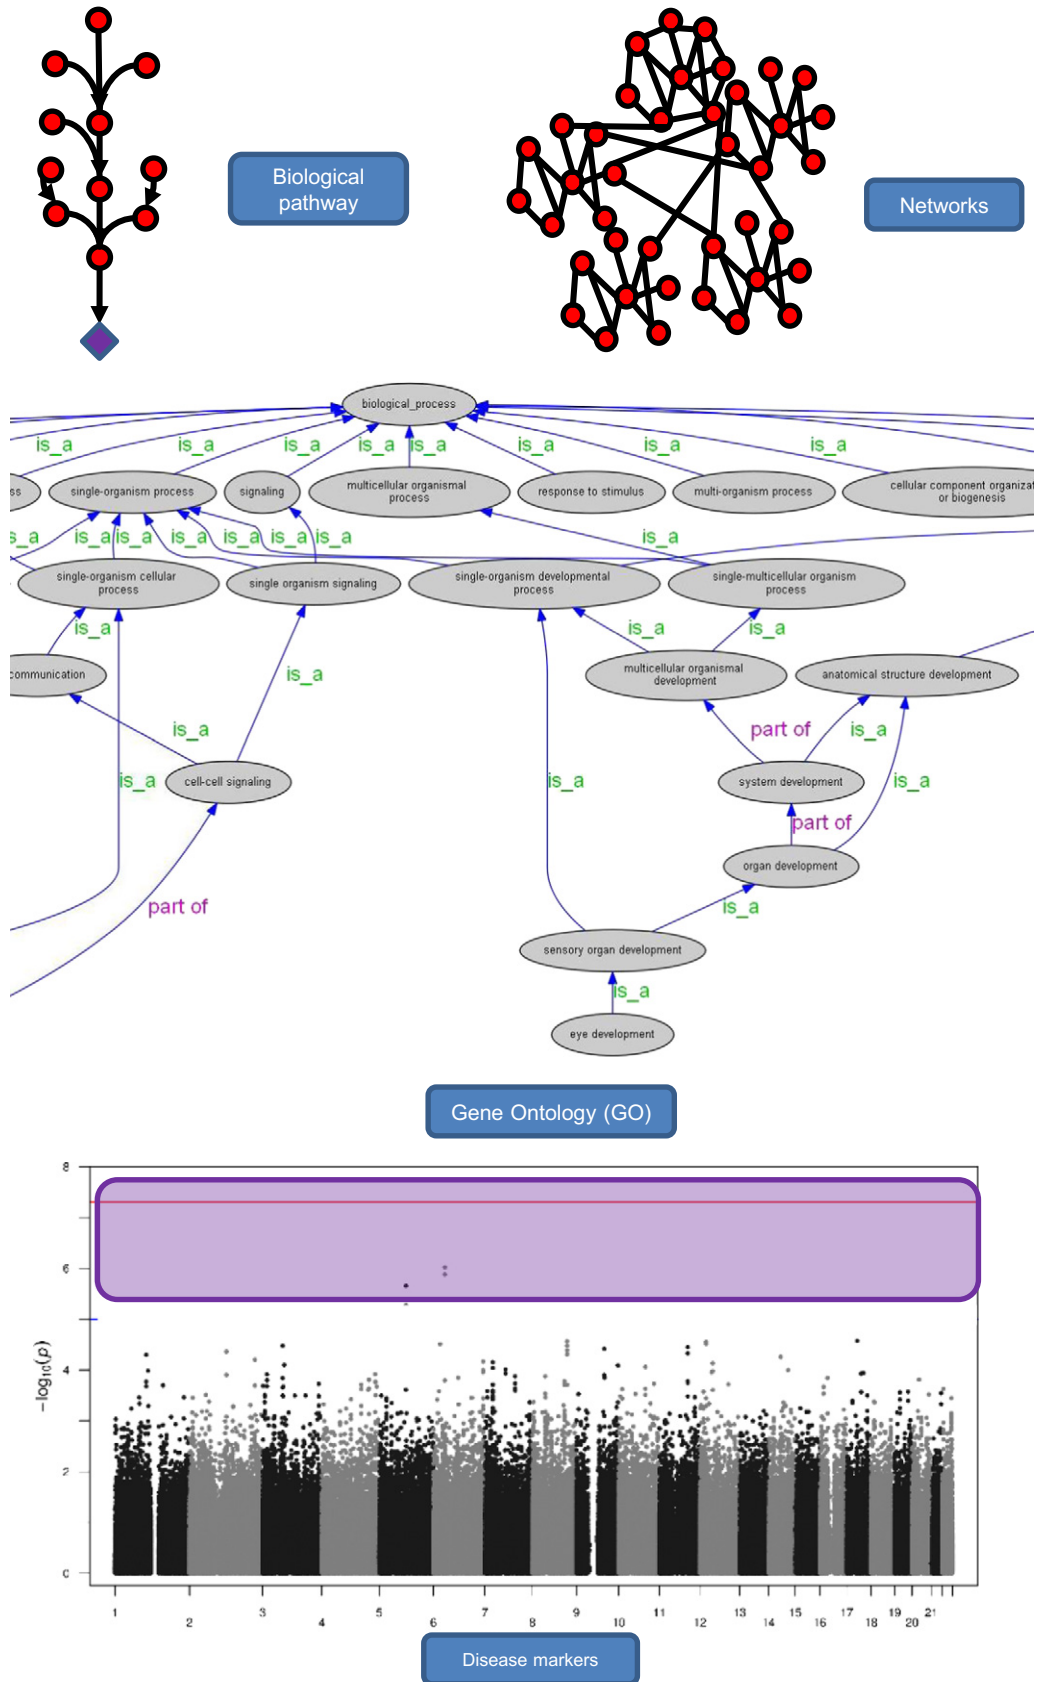 Biological
pathway
Networks
biological_process
is_a is_a is_a is_a is_a is_a is_a is_a
ss
single-organism process
signaling
multicellular organismal
process
response to stimulus
multi-organism process
cellular component organizat
or biogenesis
s_a is_a is_a is_a is_a is_a is_a is_a
single-organism cellular
process
single organism signaling
single-organism developmental
process
single-multicellular organism
process
is_a is_a is_a
communication
is_a
multicellular organismal
development
anatomical structure development
is_a part of is_a
is_a
cell-cell signaling
is_a
system development
is_a
part of
organ development
part of is_a
sensory organ development
is_a
eye development
Gene Ontology (GO)
8
6
4
2
0
−log10(p)
1 2 3 4 5 6 7 8 9 10 11 12 13 14 15 16 17 18 19 20 21
Disease markers